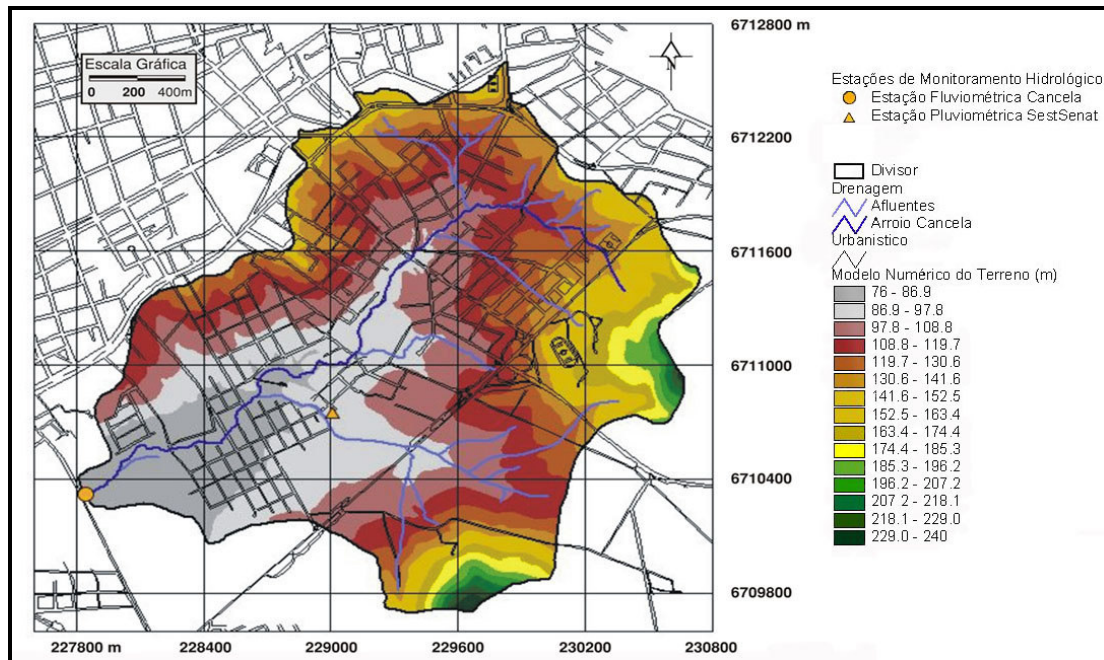 6712800 m
Escala Gráfica
0 200 400m
N
6712200
6711600
6711000
6710400
6709800
227800 m 228400 229000 229600 230200 230800
Estações de Monitoramento Hidrológico
Estação Fluviométrica Cancela
Estação Pluviométrica SestSenat
Divisor
Drenagem
Afluentes
Arroio Cancela
Urbanistico
Modelo Numérico do Terreno (m)
76 - 86.9
86.9 - 97.8
97.8 - 108.8
108.8 - 119.7
119.7 - 130.6
130.6 - 141.6
141.6 - 152.5
152.5 - 163.4
163.4 - 174.4
174.4 - 185.3
185.3 - 196.2
196.2 - 207.2
207.2 - 218.1
218.1 - 229.0
229.0 - 240